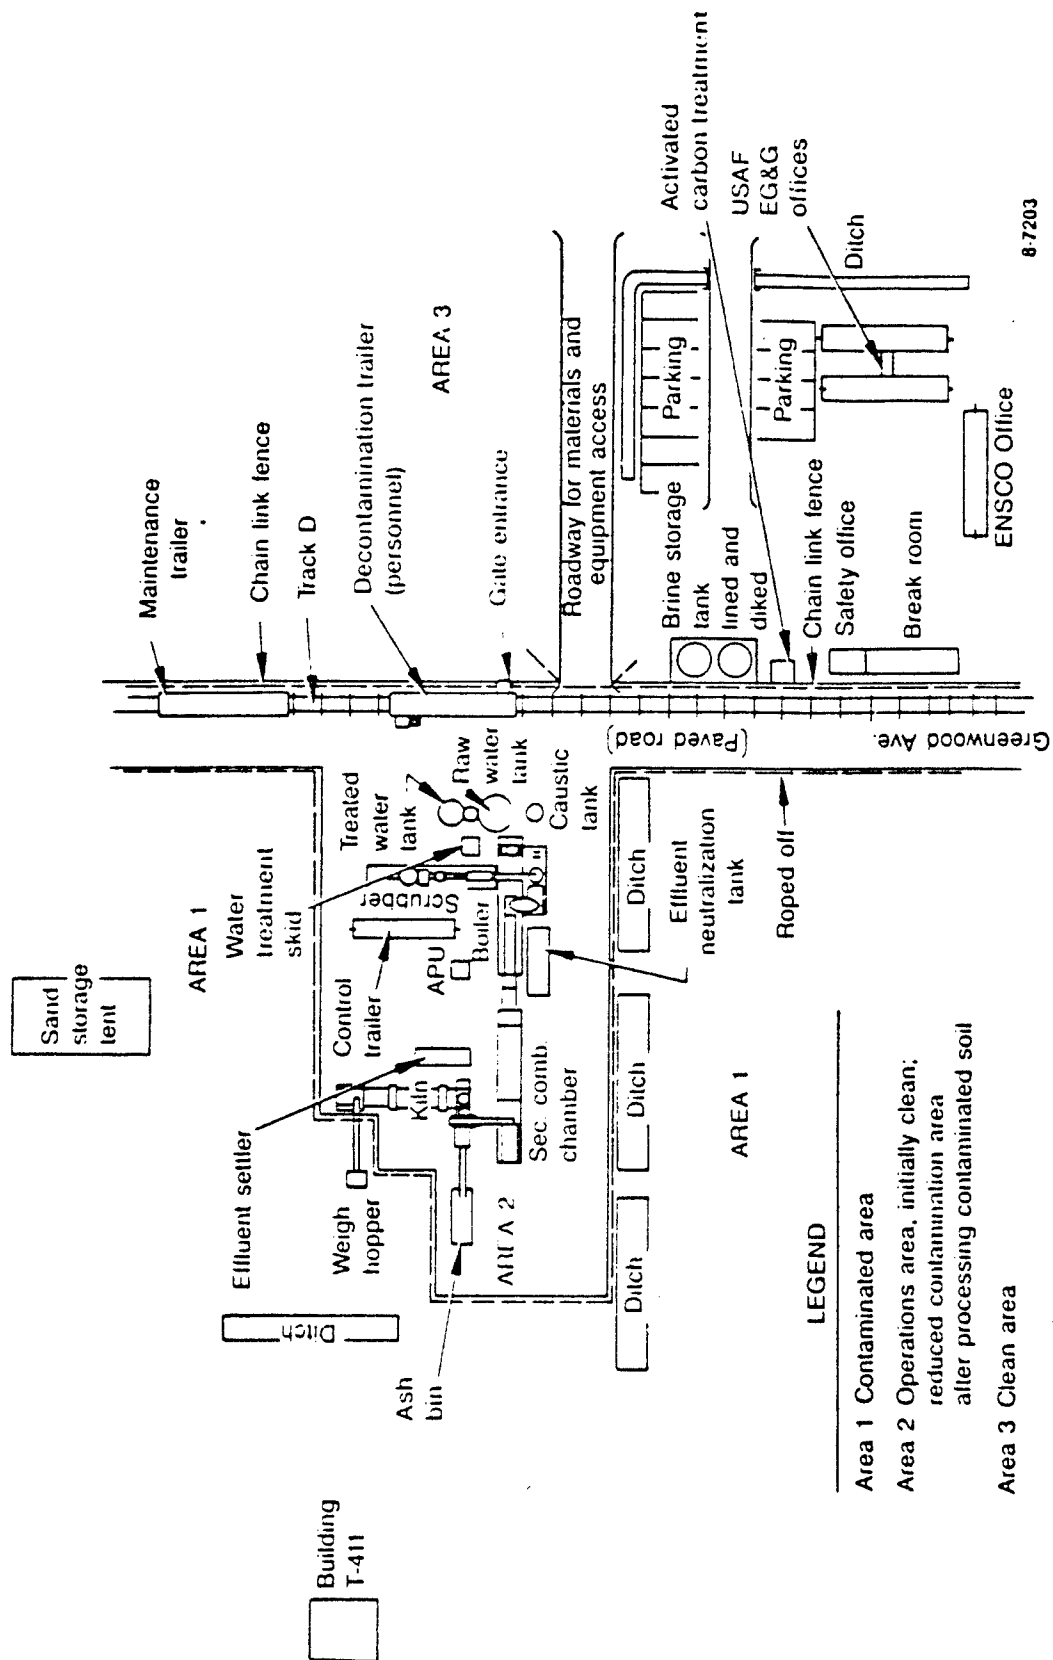 Maintenance
trailer
Chain link fence
Track D
Decontamination trailer
(personnel)
AREA 3
Gate entrance
Roadway for materials and
equipment access
Sand
storage
tent
AREA 1
Water
treatment
skid
Treated
water
tank
Raw
water
tank
Caustic
tank
Effluent settler
Control
trailer
Scrubber
APU
Boiler
Weigh
hopper
Kiln
Sec. comb.
chamber
AREA 2
Ash
bin
Ditch
Building
T-411
Ditch
Ditch
Ditch
Effluent
neutralization
tank
Roped off
(Paved road)
Greenwood Ave.
Brine storage
tank
lined and
diked
Parking
Parking
Activated
carbon treatment
USAF
EG&G
offices
Ditch
Chain link fence
Safety office
Break room
ENSCO Office
AREA 1
LEGEND
Area 1 Contaminated area
Area 2 Operations area, initially clean;
reduced contamination area
after processing contaminated soil
Area 3 Clean area
8-7203